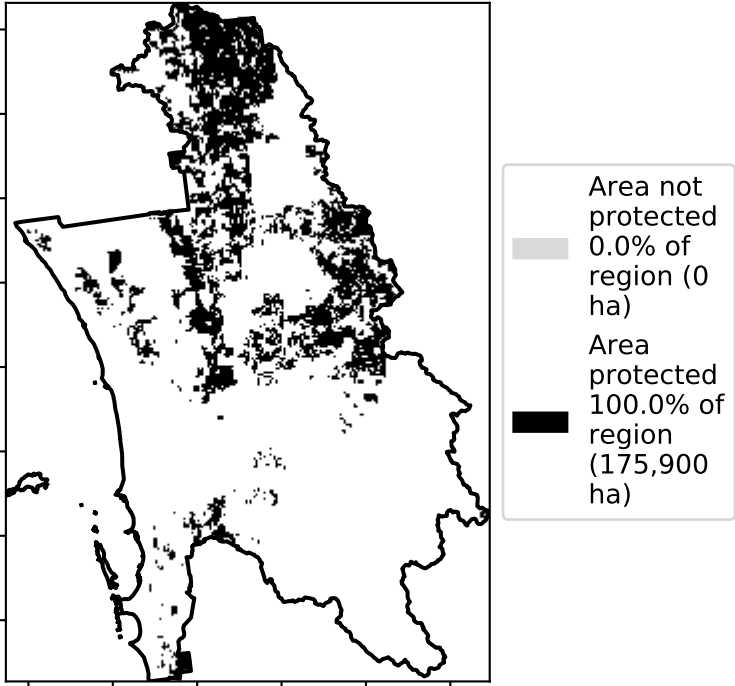 Area not
protected
0.0% of
region (0
ha)
Area
protected
100.0% of
region
(175,900
ha)